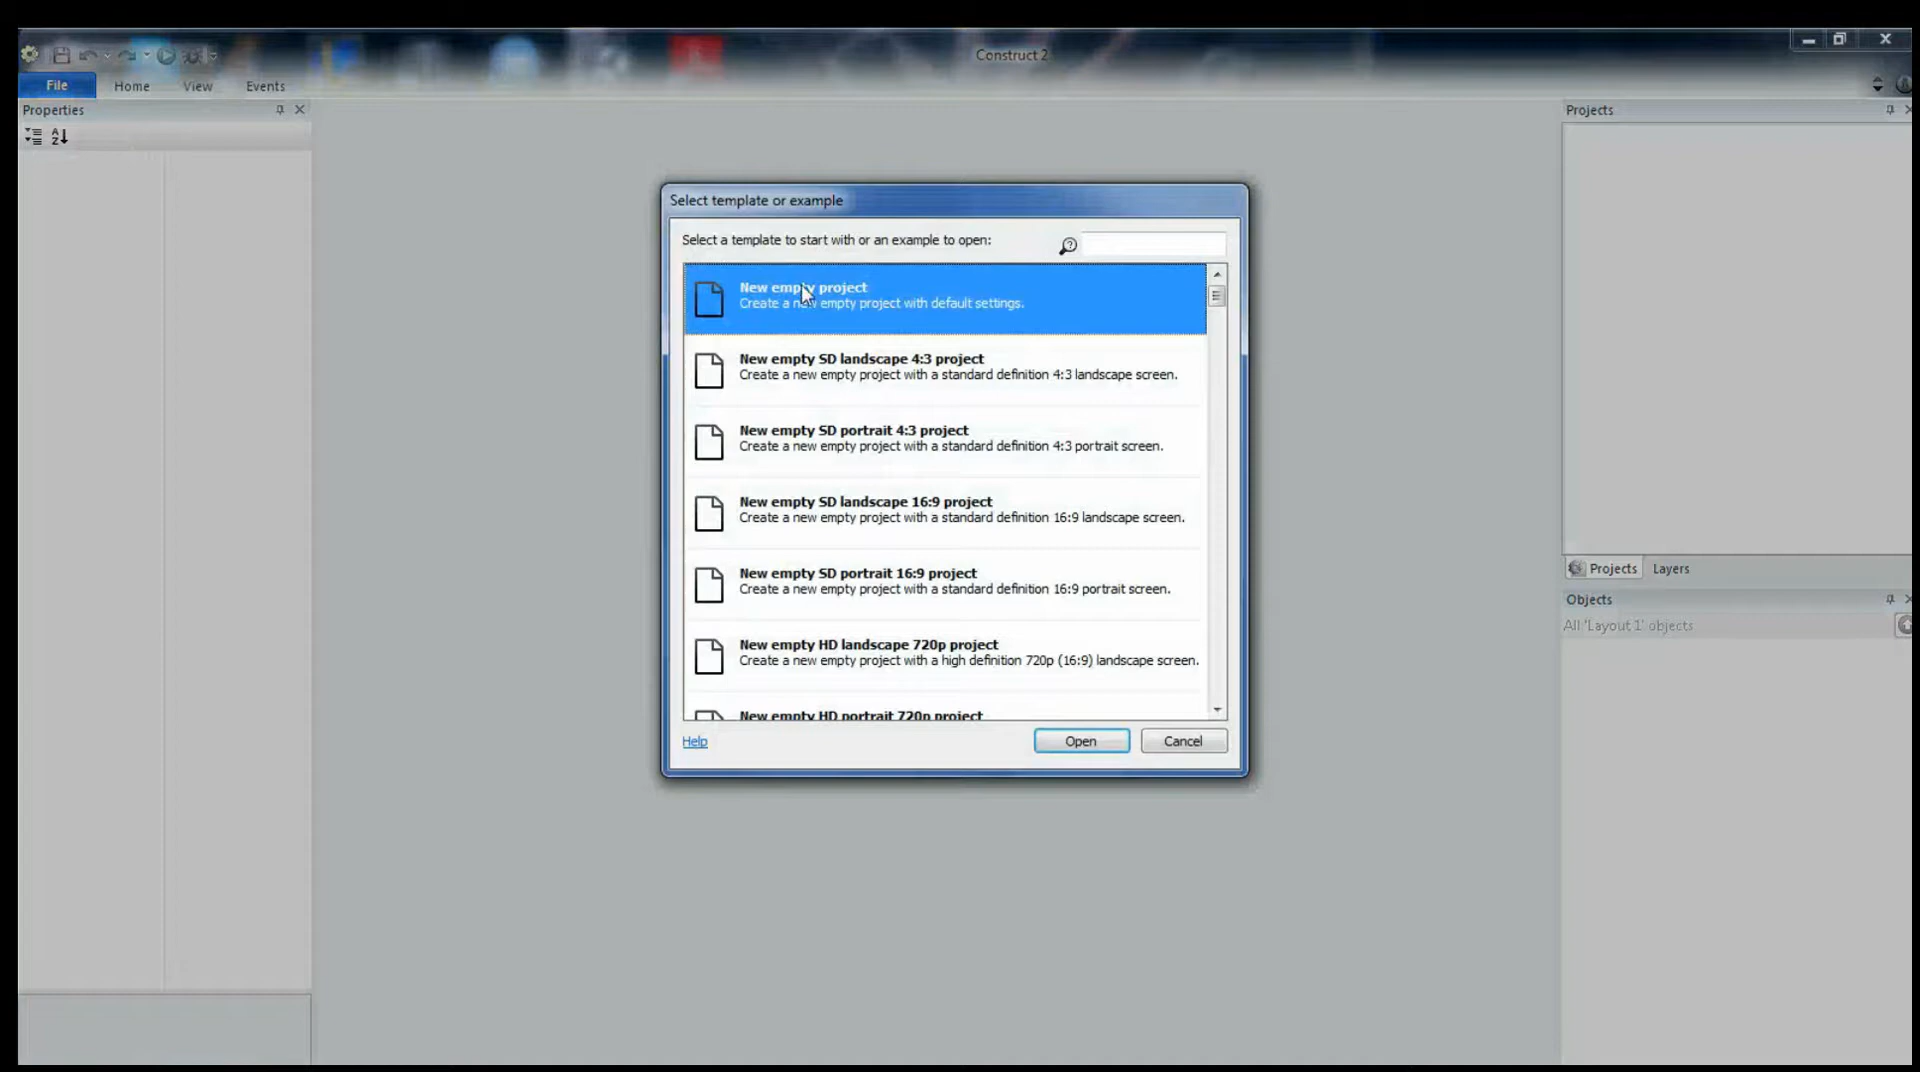 Construct 2
File Home View Events
Properties
Projects
Select template or example
Select a template to start with or an example to open:
New empty project
Create a new empty project with default settings.
New empty SD landscape 4:3 project
Create a new empty project with a standard definition 4:3 landscape screen.
New empty SD portrait 4:3 project
Create a new empty project with a standard definition 4:3 portrait screen.
New empty SD landscape 16:9 project
Create a new empty project with a standard definition 16:9 landscape screen.
New empty SD portrait 16:9 project
Create a new empty project with a standard definition 16:9 portrait screen.
New empty HD landscape 720p project
Create a new empty project with a high definition 720p (16:9) landscape screen.
New empty HD portrait 720p project
Help Open Cancel
Projects Layers
Objects
All 'Layout 1' objects